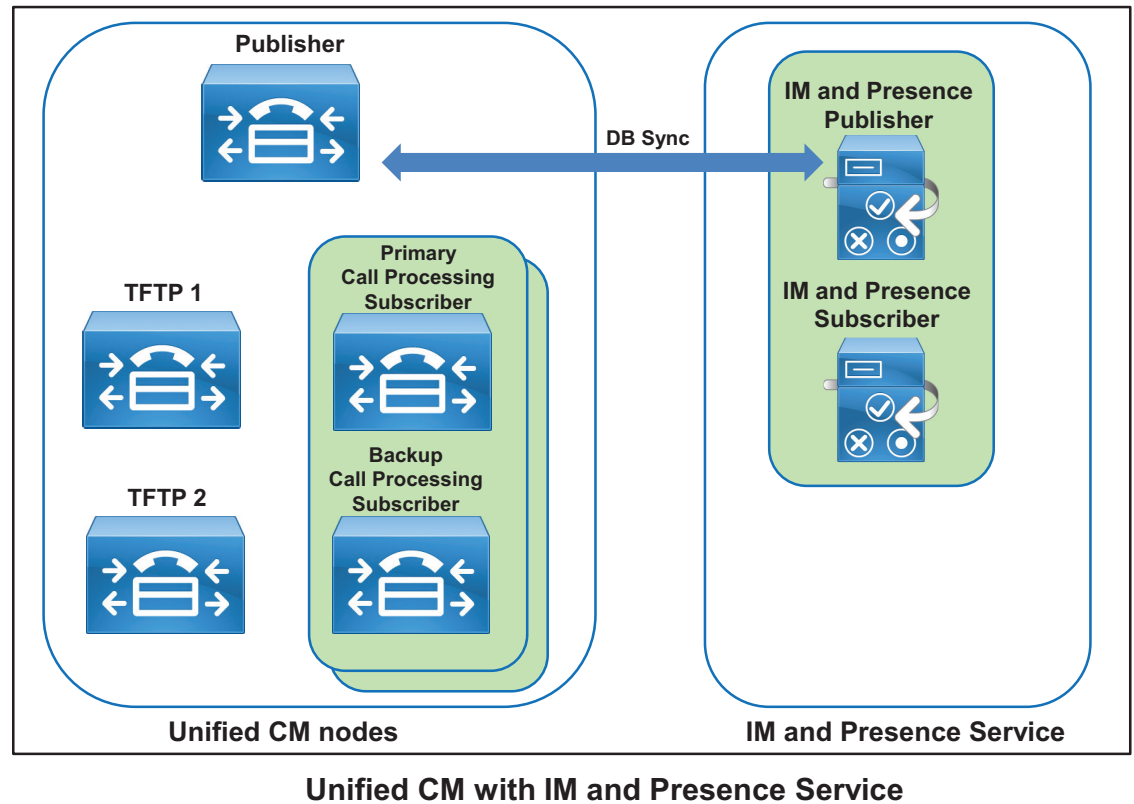 Publisher
DB Sync
IM and Presence
Publisher
TFTP 1
Primary
Call Processing
Subscriber
IM and Presence
Subscriber
TFTP 2
Backup
Call Processing
Subscriber
Unified CM nodes
IM and Presence Service
Unified CM with IM and Presence Service